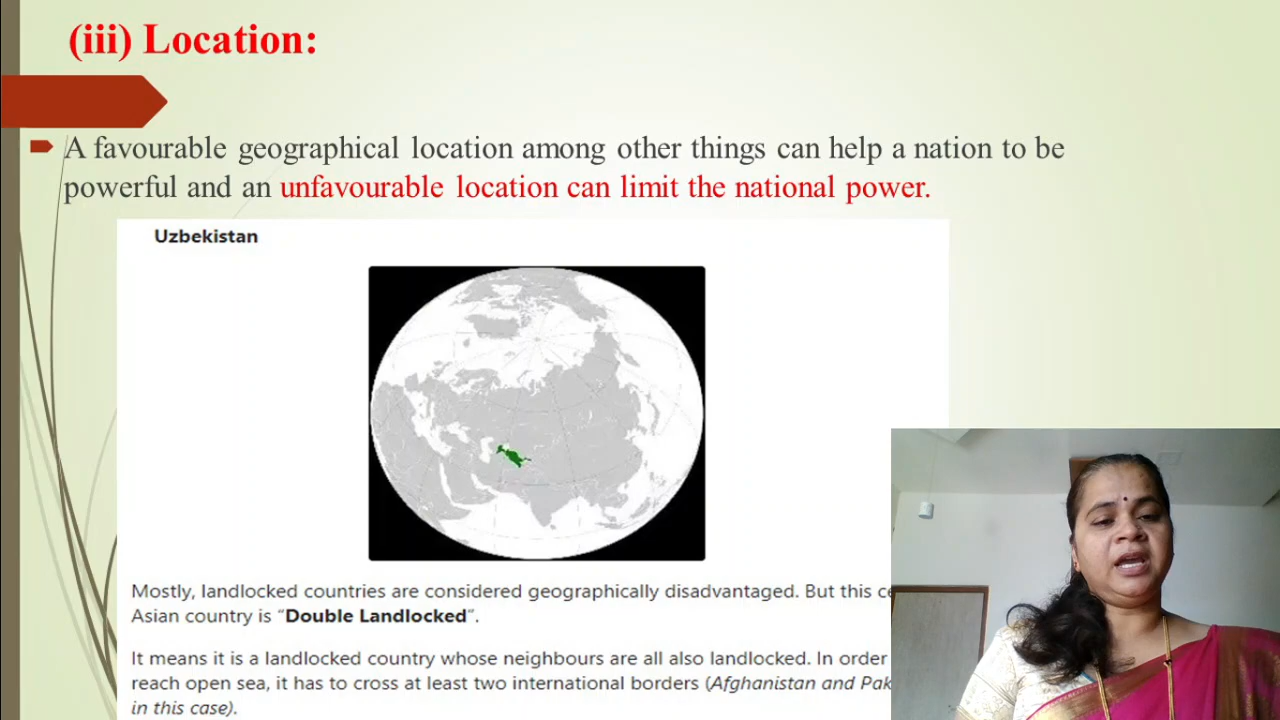 (iii) Location:
A favourable geographical location among other things can help a nation to be
powerful and an unfavourable location can limit the national power.
Uzbekistan
Mostly, landlocked countries are considered geographically disadvantaged. But this
Asian country is “Double Landlocked”.
It means it is a landlocked country whose neighbours are all also landlocked. In order
reach open sea, it has to cross at least two international borders (Afghanistan and
in this case).